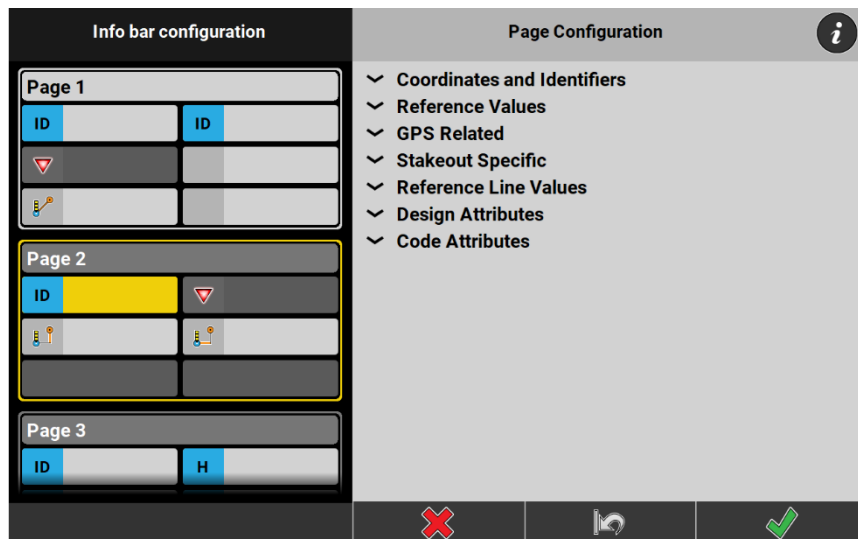 Info bar configuration
Page Configuration
i
Page 1
ID
ID
Page 2
ID
Page 3
ID
H
Coordinates and Identifiers
Reference Values
GPS Related
Stakeout Specific
Reference Line Values
Design Attributes
Code Attributes